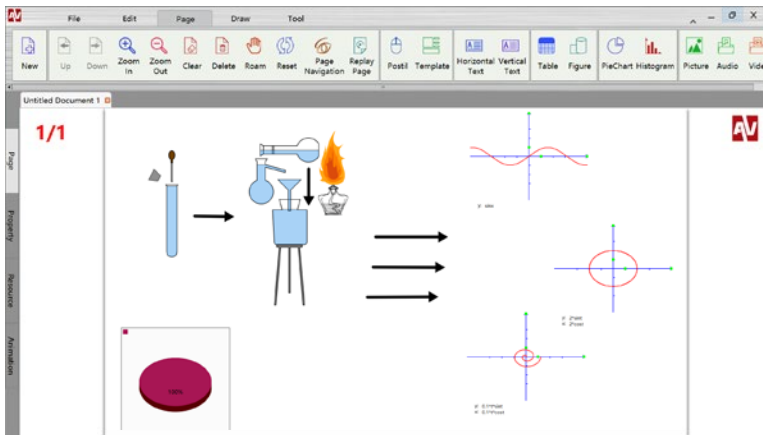 AV
File Edit Page Draw Tool
New Up Down Zoom In Zoom Out Clear Delete Roam Reset Page Navigation Replay Page Postil Template Horizontal Text Vertical Text Table Figure PieChart Histogram Picture Audio Vide
Untitled Document 1
1/1
AV
Page
Property
Resource
Animation
100%